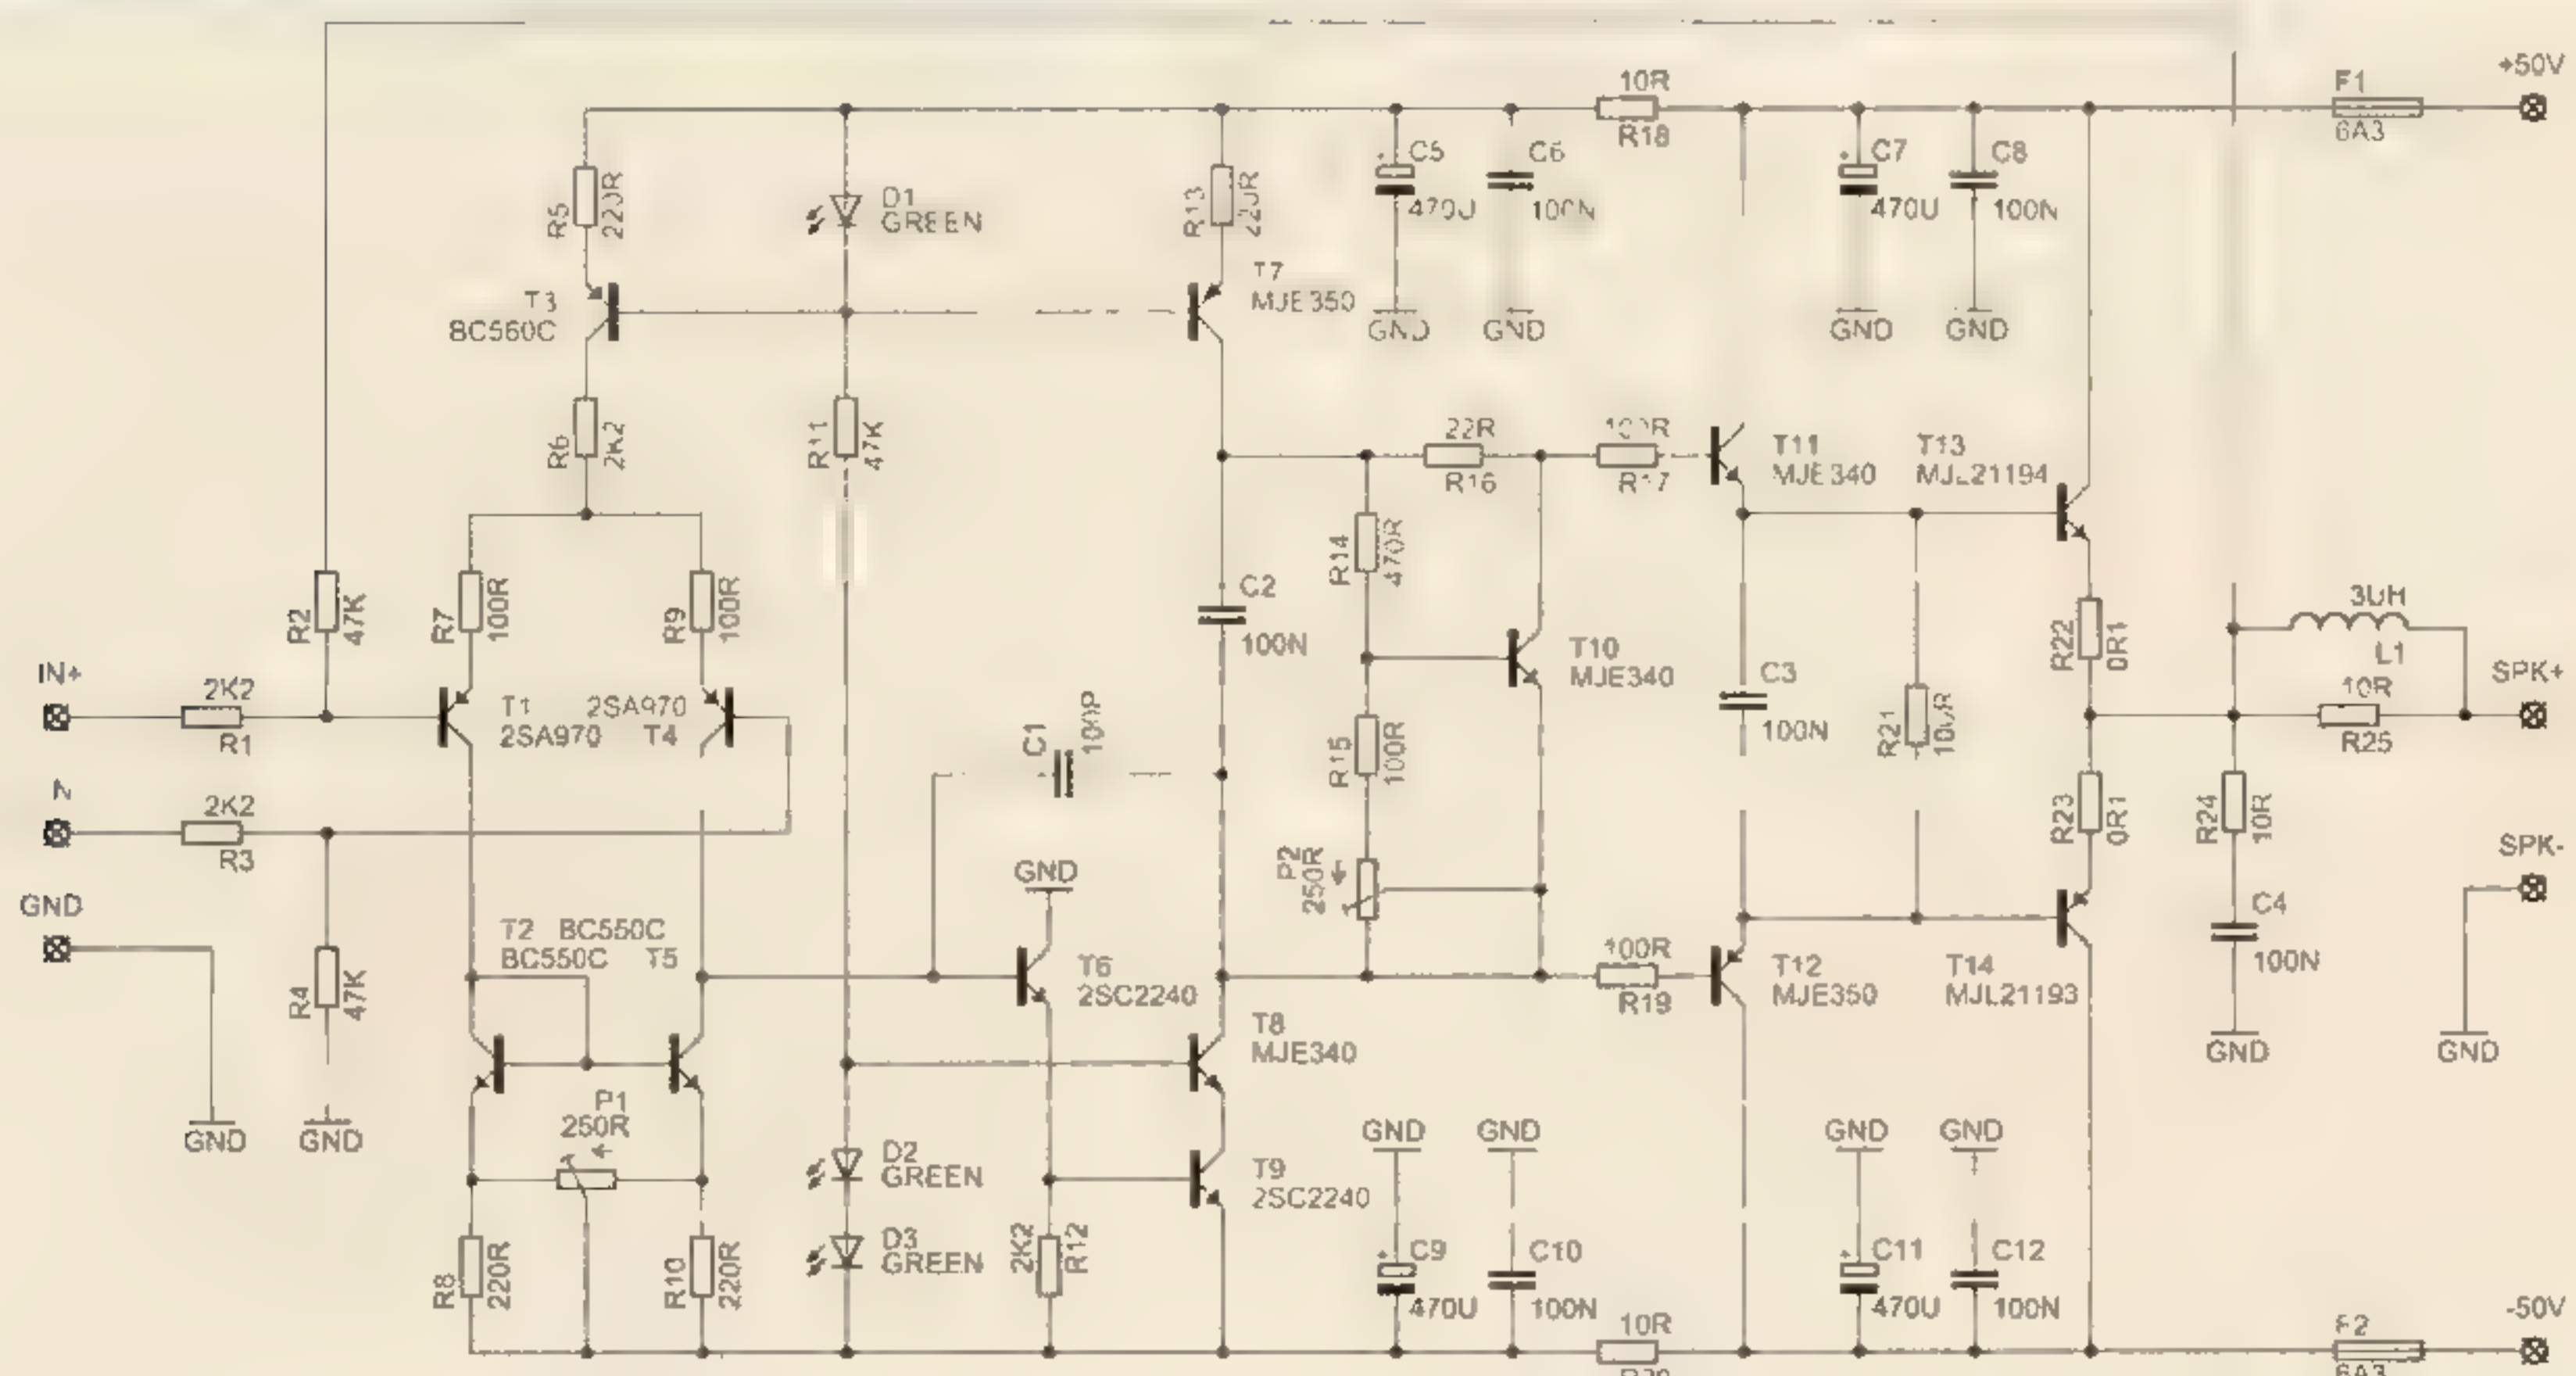 10R
R18
F1
6A3
+50V
R5
D1
GREEN
R13
C5
C6
100N
C7
470U
C8
100N
T3
BC560C
T7
MJE350
GND
GND
GND
GND
R6
2K2
R11
47K
22R
R16
R17
T11
MJE340
T13
MJL21194
R14
470R
R2
47K
R7
100R
R9
100R
C2
100N
T10
MJE340
C3
100N
R21
R22
0R1
3UH
L1
IN+
2K2
R1
T1
2SA970
2SA970
T4
C1
100P
R15
100R
10R
R25
SPK+
2K2
R3
P2
250R
R23
0R1
R24
10R
SPK-
GND
GND
T2
BC550C
BC550C
T5
R4
47K
T6
2SC2240
100R
R19
T12
MJE350
T14
MJL21193
C4
100N
T8
MJE340
GND
GND
P1
250R
GND
GND
GND
GND
GND
GND
D2
GREEN
T9
2SC2240
R8
220R
R10
220R
D3
GREEN
2K2
R12
C9
470U
C10
100N
C11
470U
C12
100N
10R
F2
-50V